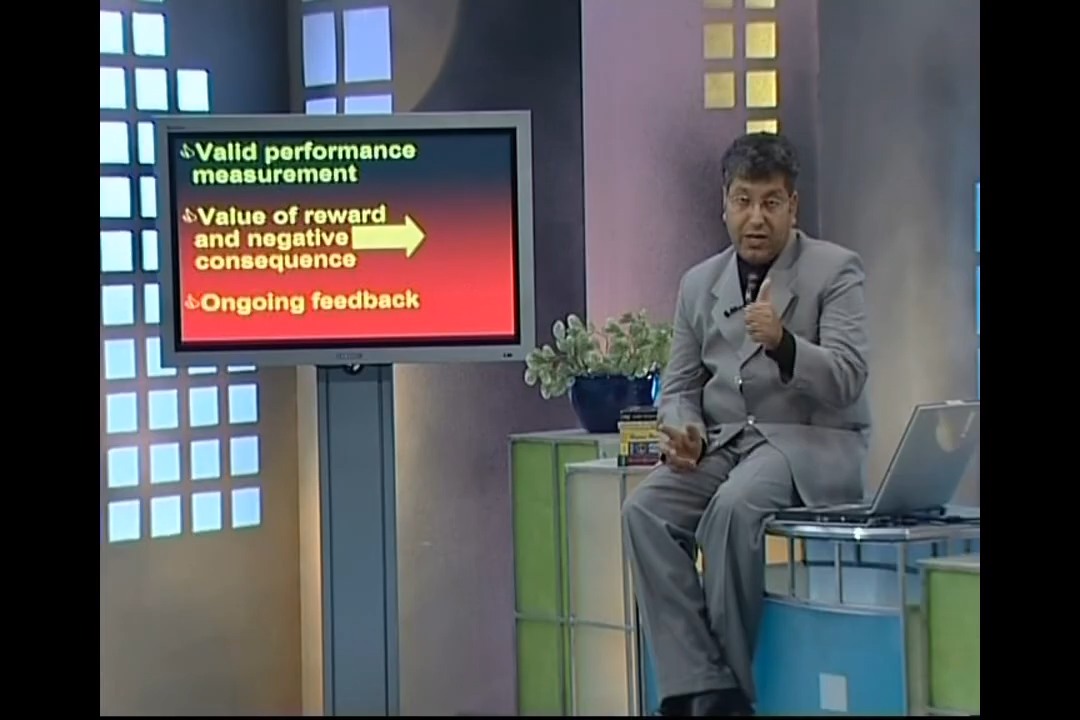 Valid performance
measurement
Value of reward
and negative
consequence
Ongoing feedback